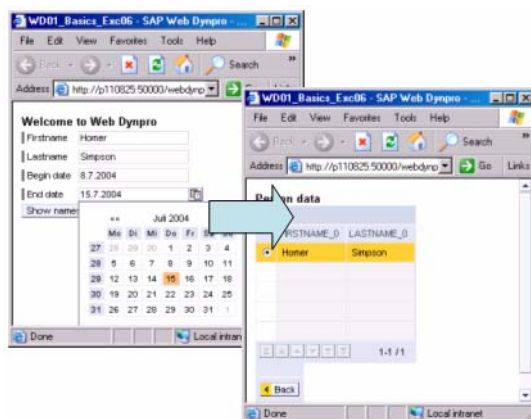 WD01_Basics_Exc06 - SAP Web Dynpro - ...
File Edit View Favorites Tools Help
Back
Search
Address http://p110825:50000/webdynp
Welcome to Web Dynpro
Firstname Homer
Lastname Simpson
Begin date 8.7.2004
End date 15.7.2004
Show name
Juli 2004
Mo Di Mi Do Fr
27 28 29 30 1 2 3 4
28 5 6 7 8 9 10 11
29 12 13 14 15 16 17 18
30 19 20 21 22 23 24 25
31 26 27 28 29 30 31
Done
Local intranet
WD01_Basics_Exc06 - SAP Web Dynpro - ...
File Edit View Favorites Tools Help
Back
Search
Address http://p110825:50000/webdynp Go Links
Person data
FIRSTNAME_0 LASTNAME_0
Homer Simpson
1-1 / 1
Back
Done
Local intranet